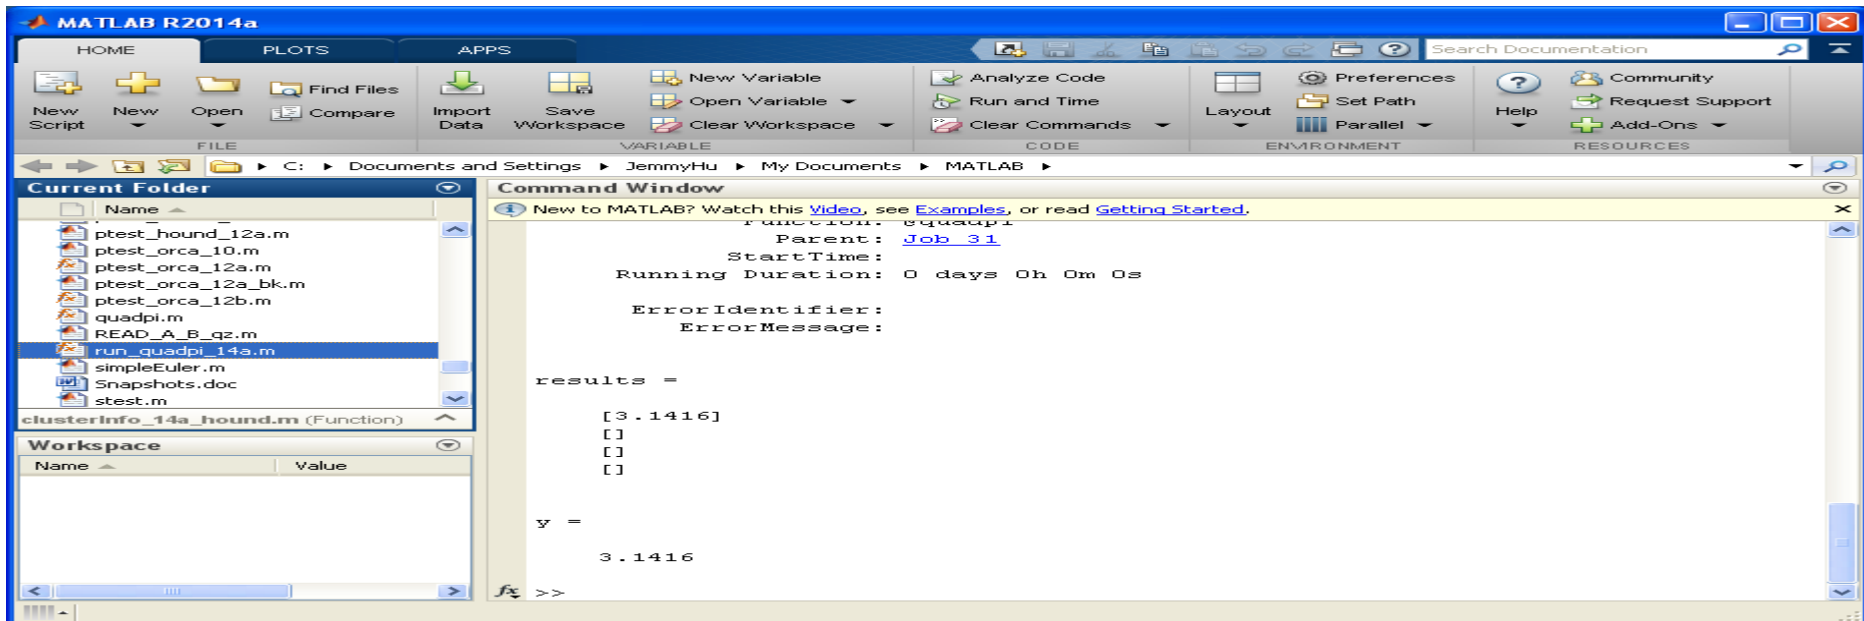 MATLAB R2014a
HOME PLOTS APPS Search Documentation
New Script
New
Open
Find Files
Compare
FILE
Import Data
Save Workspace
New Variable
Open Variable
Clear Workspace
VARIABLE
Analyze Code
Run and Time
Clear Commands
CODE
Layout
Preferences
Set Path
Parallel
ENVIRONMENT
Help
Community
Request Support
Add-Ons
RESOURCES
C: Documents and Settings JemmyHu My Documents MATLAB
Current Folder
Name
ptest_hound_12a.m
ptest_orca_10.m
ptest_orca_12a.m
ptest_orca_12a_bk.m
ptest_orca_12b.m
quadpi.m
READ_A_B_qz.m
run_quadpi_14a.m
simpleEuler.m
Snapshots.doc
stest.m
clusterInfo_14a_hound.m (Function)
Workspace
Name Value
Command Window
New to MATLAB? Watch this Video, see Examples, or read Getting Started.
Function: @quadpi
Parent: Job 31
StartTime:
Running Duration: 0 days 0h 0m 0s
ErrorIdentifier:
ErrorMessage:
results =
[3.1416]
[]
[]
[]
y =
3.1416
fx >>